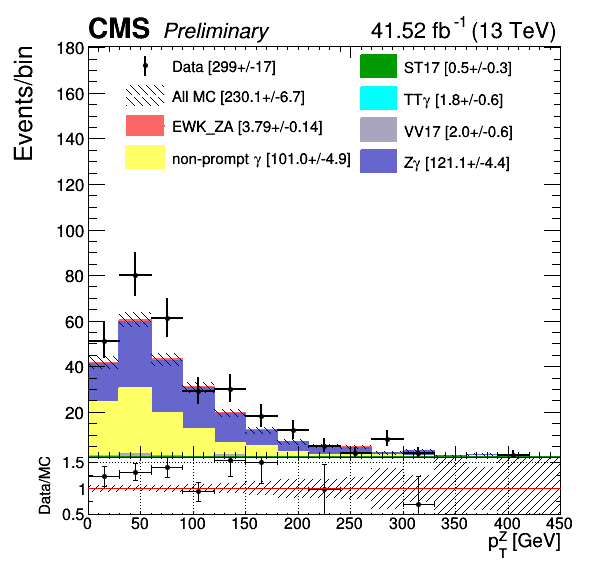 CMS Preliminary 41.52 fb⁻¹ (13 TeV)
Events/bin
180
160
140
120
100
80
60
40
20
Data [299+/-17]
All MC [230.1+/-6.7]
EWK_ZA [3.79+/-0.14]
non-prompt γ [101.0+/-4.9]
ST17 [0.5+/-0.3]
TTγ [1.8+/-0.6]
VV17 [2.0+/-0.6]
Zγ [121.1+/-4.4]
Data/MC
1.5
1
0.5
0 50 100 150 200 250 300 350 400 450
p_T^Z [GeV]